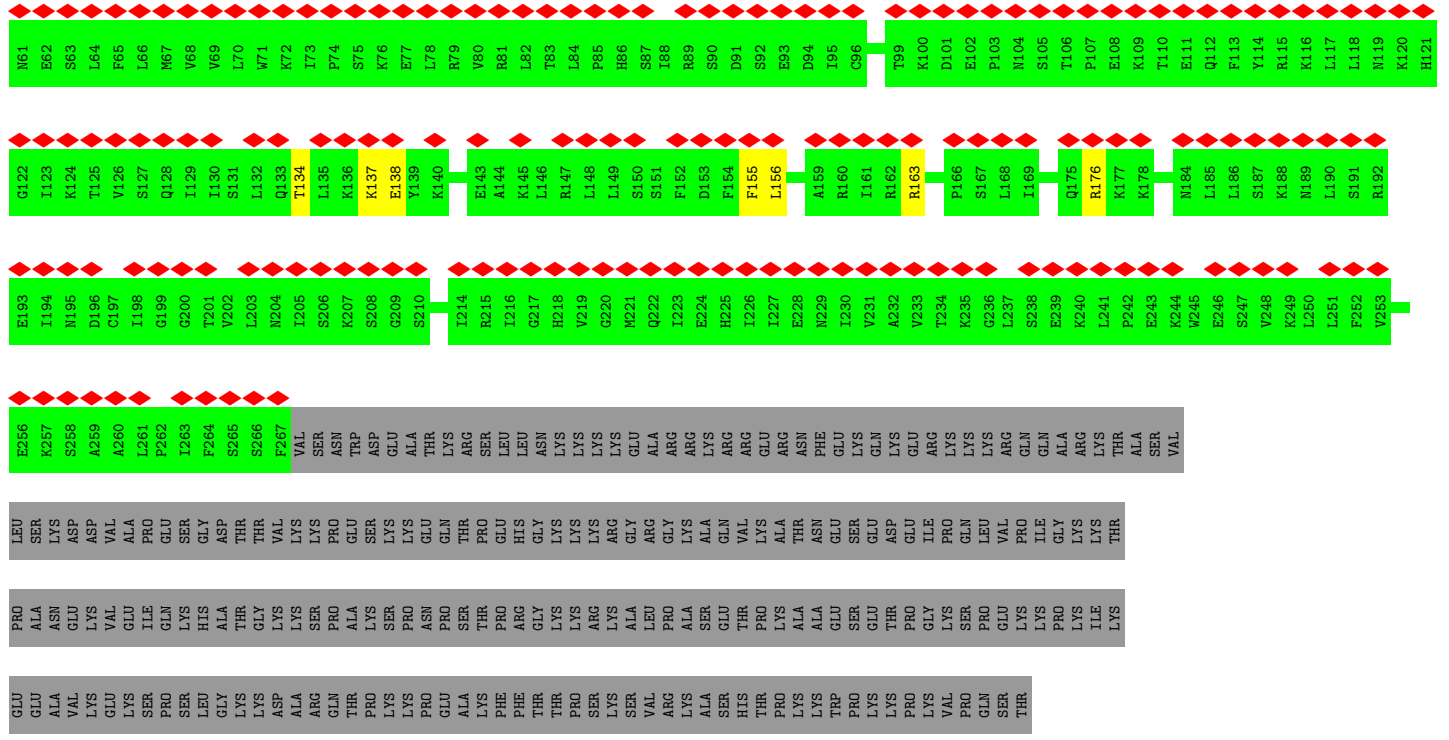 N61 E62 S63 L64 F65 L66 M67 V68 V69 L70 W71 K72 I73 P74 S75 K76 E77 L78 R79 V80 R81 L82 T83 L84 P85 H86 S87 I88 R89 S90 D91 S92 E93 D94 I95 C96 T99 K100 D101 E102 P103 N104 S105 T106 P107 E108 K109 T110 E111 Q112 F113 Y114 R115 K116 L117 L118 N119 K120 H121
G122 I123 K124 T125 V126 S127 Q128 I129 I130 S131 L132 Q133 T134 L135 K136 K137 E138 Y139 K140 E143 A144 K145 L146 R147 L148 L149 S150 S151 F152 D153 F154 F155 L156 A159 R160 I161 R162 R163 P166 S167 L168 I169 Q175 R176 K177 K178 N184 L185 L186 S187 K188 N189 L190 S191 R192
E193 I194 N195 D196 C197 I198 G199 G200 T201 V202 L203 N204 I205 S206 K207 S208 G209 S210 I214 R215 I216 G217 H218 V219 G220 M221 Q222 I223 E224 H225 I226 I227 E228 N229 I230 V231 A232 V233 T234 K235 G236 L237 S238 E239 K240 L241 P242 E243 K244 W245 E246 S247 V248 K249 L250 L251 F252 V253
E256 K257 S258 A259 A260 L261 P262 I263 F264 S265 S266 F267 VAL SER ASN TRP ASP GLU ALA THR LYS ARG SER LEU LEU ASN LYS LYS LYS LYS GLU ALA ARG ARG LYS ARG ARG GLU ARG ASN PHE GLU LYS GLN LYS GLU ARG LYS LYS LYS ARG GLN GLN ALA ARG LYS THR ALA SER VAL
LEU SER LYS ASP ASP VAL ALA PRO GLU SER GLY ASP THR THR VAL LYS LYS PRO GLU SER LYS LYS GLU GLN THR PRO GLU HIS GLY LYS LYS LYS ARG GLY ARG GLY LYS ALA GLN VAL LYS ALA THR ASN GLU SER GLU ASP GLU ILE PRO GLN LEU VAL PRO ILE GLY LYS LYS THR
PRO ALA ASN GLU LYS VAL GLU ILE GLN LYS HIS ALA THR GLY LYS LYS SER PRO ALA LYS SER PRO ASN PRO SER THR PRO ARG GLY LYS LYS ARG LYS ALA LEU PRO ALA SER GLU THR PRO LYS ALA ALA GLU SER GLU THR PRO GLY LYS SER PRO GLU LYS LYS PRO LYS ILE LYS
GLU GLU ALA VAL LYS GLU LYS SER PRO SER LEU GLY LYS LYS ASP ALA ARG GLN THR PRO LYS LYS PRO GLU ALA LYS PHE PHE THR THR PRO SER LYS SER VAL ARG LYS ALA SER HIS THR PRO LYS LYS TRP PRO LYS LYS PRO LYS VAL PRO GLN SER THR